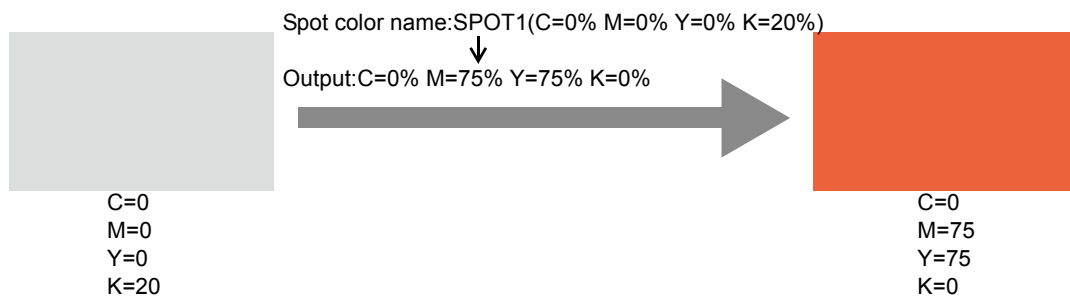 Spot color name:SPOT1(C=0% M=0% Y=0% K=20%)
Output:C=0% M=75% Y=75% K=0%
C=0
M=0
Y=0
K=20
C=0
M=75
Y=75
K=0